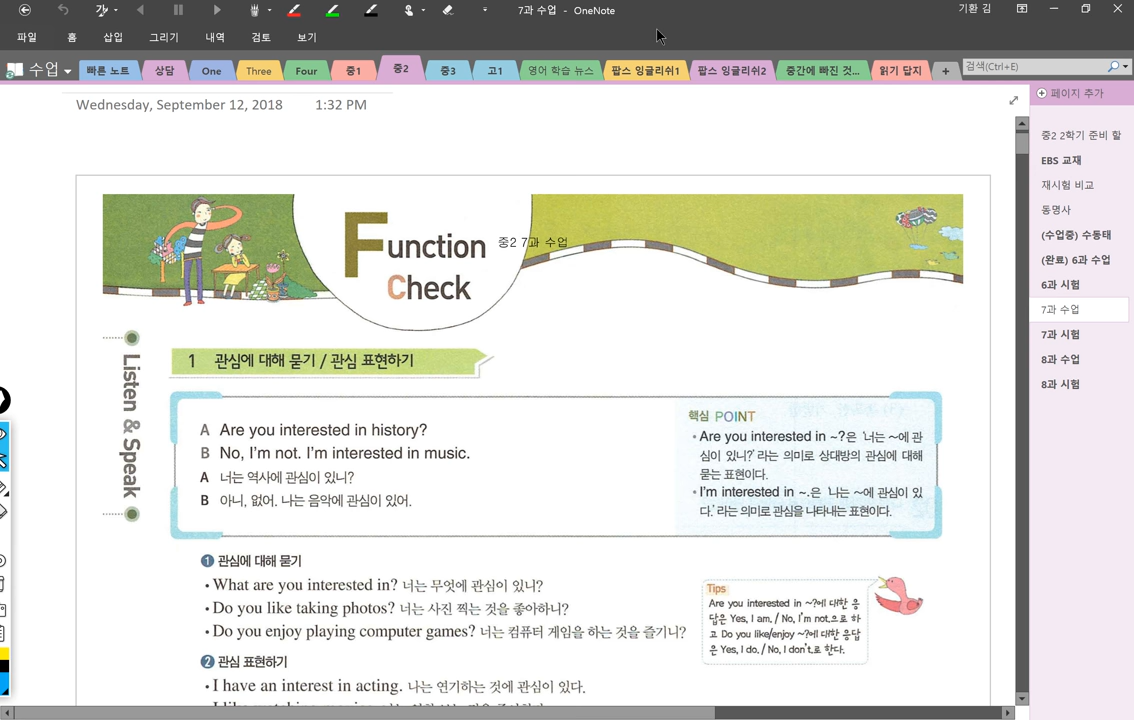 7과 수업 - OneNote
기환 김
파일 홈 삽입 그리기 내역 검토 보기
수업 빠른 노트 상담 One Three Four 중1 중2 중3 고1 영어 학습 뉴스 팝스 잉글리쉬1 팝스 잉글리쉬2 중간에 빠진 것... 읽기 답지 + 검색(Ctrl+E)
페이지 추가
Wednesday, September 12, 2018 1:32 PM
중2 2학기 준비 할
EBS 교재
재시험 비교
동명사
(수업중) 수동태
(완료) 6과 수업
6과 시험
7과 수업
7과 시험
8과 수업
8과 시험
Function
Check
중2 7과 수업
Listen & Speak
1 관심에 대해 묻기 / 관심 표현하기
A Are you interested in history?
B No, I'm not. I'm interested in music.
A 너는 역사에 관심이 있니?
B 아니, 없어. 나는 음악에 관심이 있어.
핵심 POINT
• Are you interested in ~?은 '너는 ~에 관
심이 있니?' 라는 의미로 상대방의 관심에 대해
묻는 표현이다.
• I'm interested in ~.은 '나는 ~에 관심이 있
다.' 라는 의미로 관심을 나타내는 표현이다.
1 관심에 대해 묻기
• What are you interested in? 너는 무엇에 관심이 있니?
• Do you like taking photos? 너는 사진 찍는 것을 좋아하니?
• Do you enjoy playing computer games? 너는 컴퓨터 게임을 하는 것을 즐기니?
Tips
Are you interested in ~?에 대한 응
답은 Yes, I am. / No, I'm not.으로 하
고 Do you like/enjoy ~?에 대한 응답
은 Yes, I do. / No, I don't.로 한다.
2 관심 표현하기
• I have an interest in acting. 나는 연기하는 것에 관심이 있다.